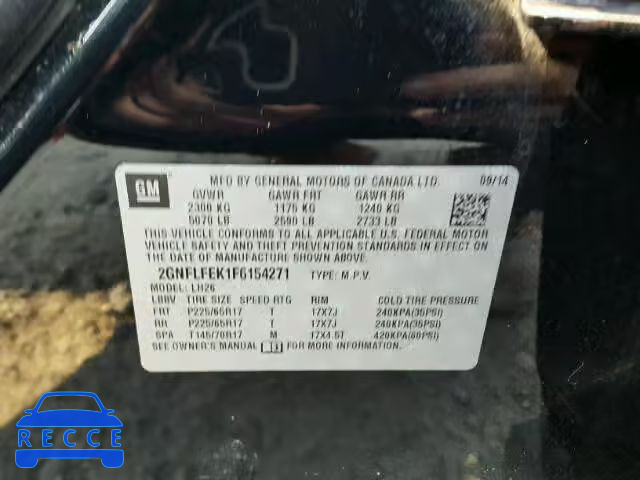 GM
MFD BY GENERAL MOTORS OF CANADA LTD. 09/14
GVWR GAWR FRT GAWR RR
2300 KG 1175 KG 1240 KG
5070 LB 2590 LB 2733 LB
THIS VEHICLE CONFORMS TO ALL APPLICABLE U.S. FEDERAL MOTOR
VEHICLE SAFETY AND THEFT PREVENTION STANDARDS IN EFFECT ON
THE DATE OF MANUFACTURE SHOWN ABOVE.
2GNFLFEK1F6154271 TYPE: M.P.V.
MODEL: LH26
TIRE SIZE SPEED RTG RIM COLD TIRE PRESSURE
FRT P225/65R17 T 17X7J 240KPA(35PSI)
RR P225/65R17 T 17X7J 240KPA(35PSI)
SPA T145/70R17 M 17X4.5T 420KPA(60PSI)
SEE OWNER'S MANUAL FOR MORE INFORMATION.
AUTO
RECCE